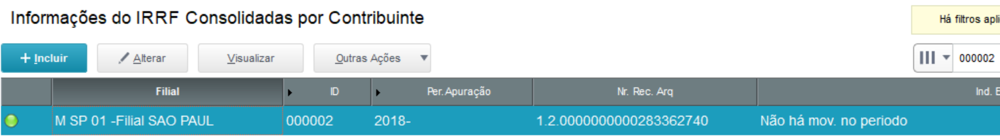 Informações do IRRF Consolidadas por Contribuinte
Há filtros apli
+ Incluir Alterar Visualizar Outras Ações 000002
Filial ID Per.Apuração Nr. Rec. Arq Ind. E
M SP 01 -Filial SAO PAUL 000002 2018- 1.2.0000000000283362740 Não há mov. no periodo